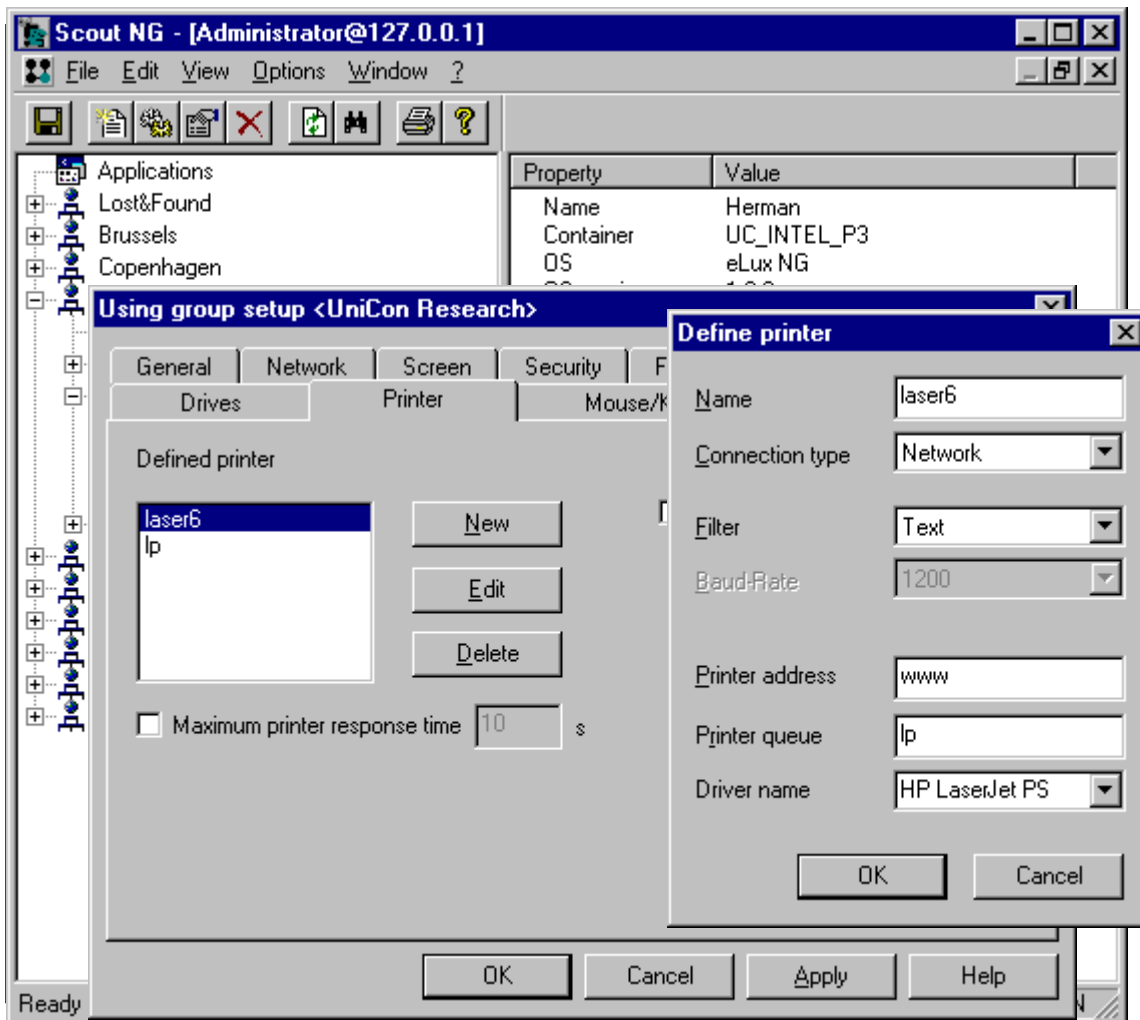 Scout NG - [Administrator@127.0.0.1]
File Edit View Options Window ?
Applications
Lost&Found
Brussels
Copenhagen
Property Value
Name Herman
Container UC_INTEL_P3
OS eLux NG
Using group setup <UniCon Research>
General Network Screen Security F
Drives Printer Mouse/K
Defined printer
laser6
lp
New
Edit
Delete
Maximum printer response time 10 s
OK Cancel Apply Help
Define printer
Name laser6
Connection type Network
Filter Text
Baud-Rate 1200
Printer address www
Printer queue lp
Driver name HP LaserJet PS
OK Cancel
Ready